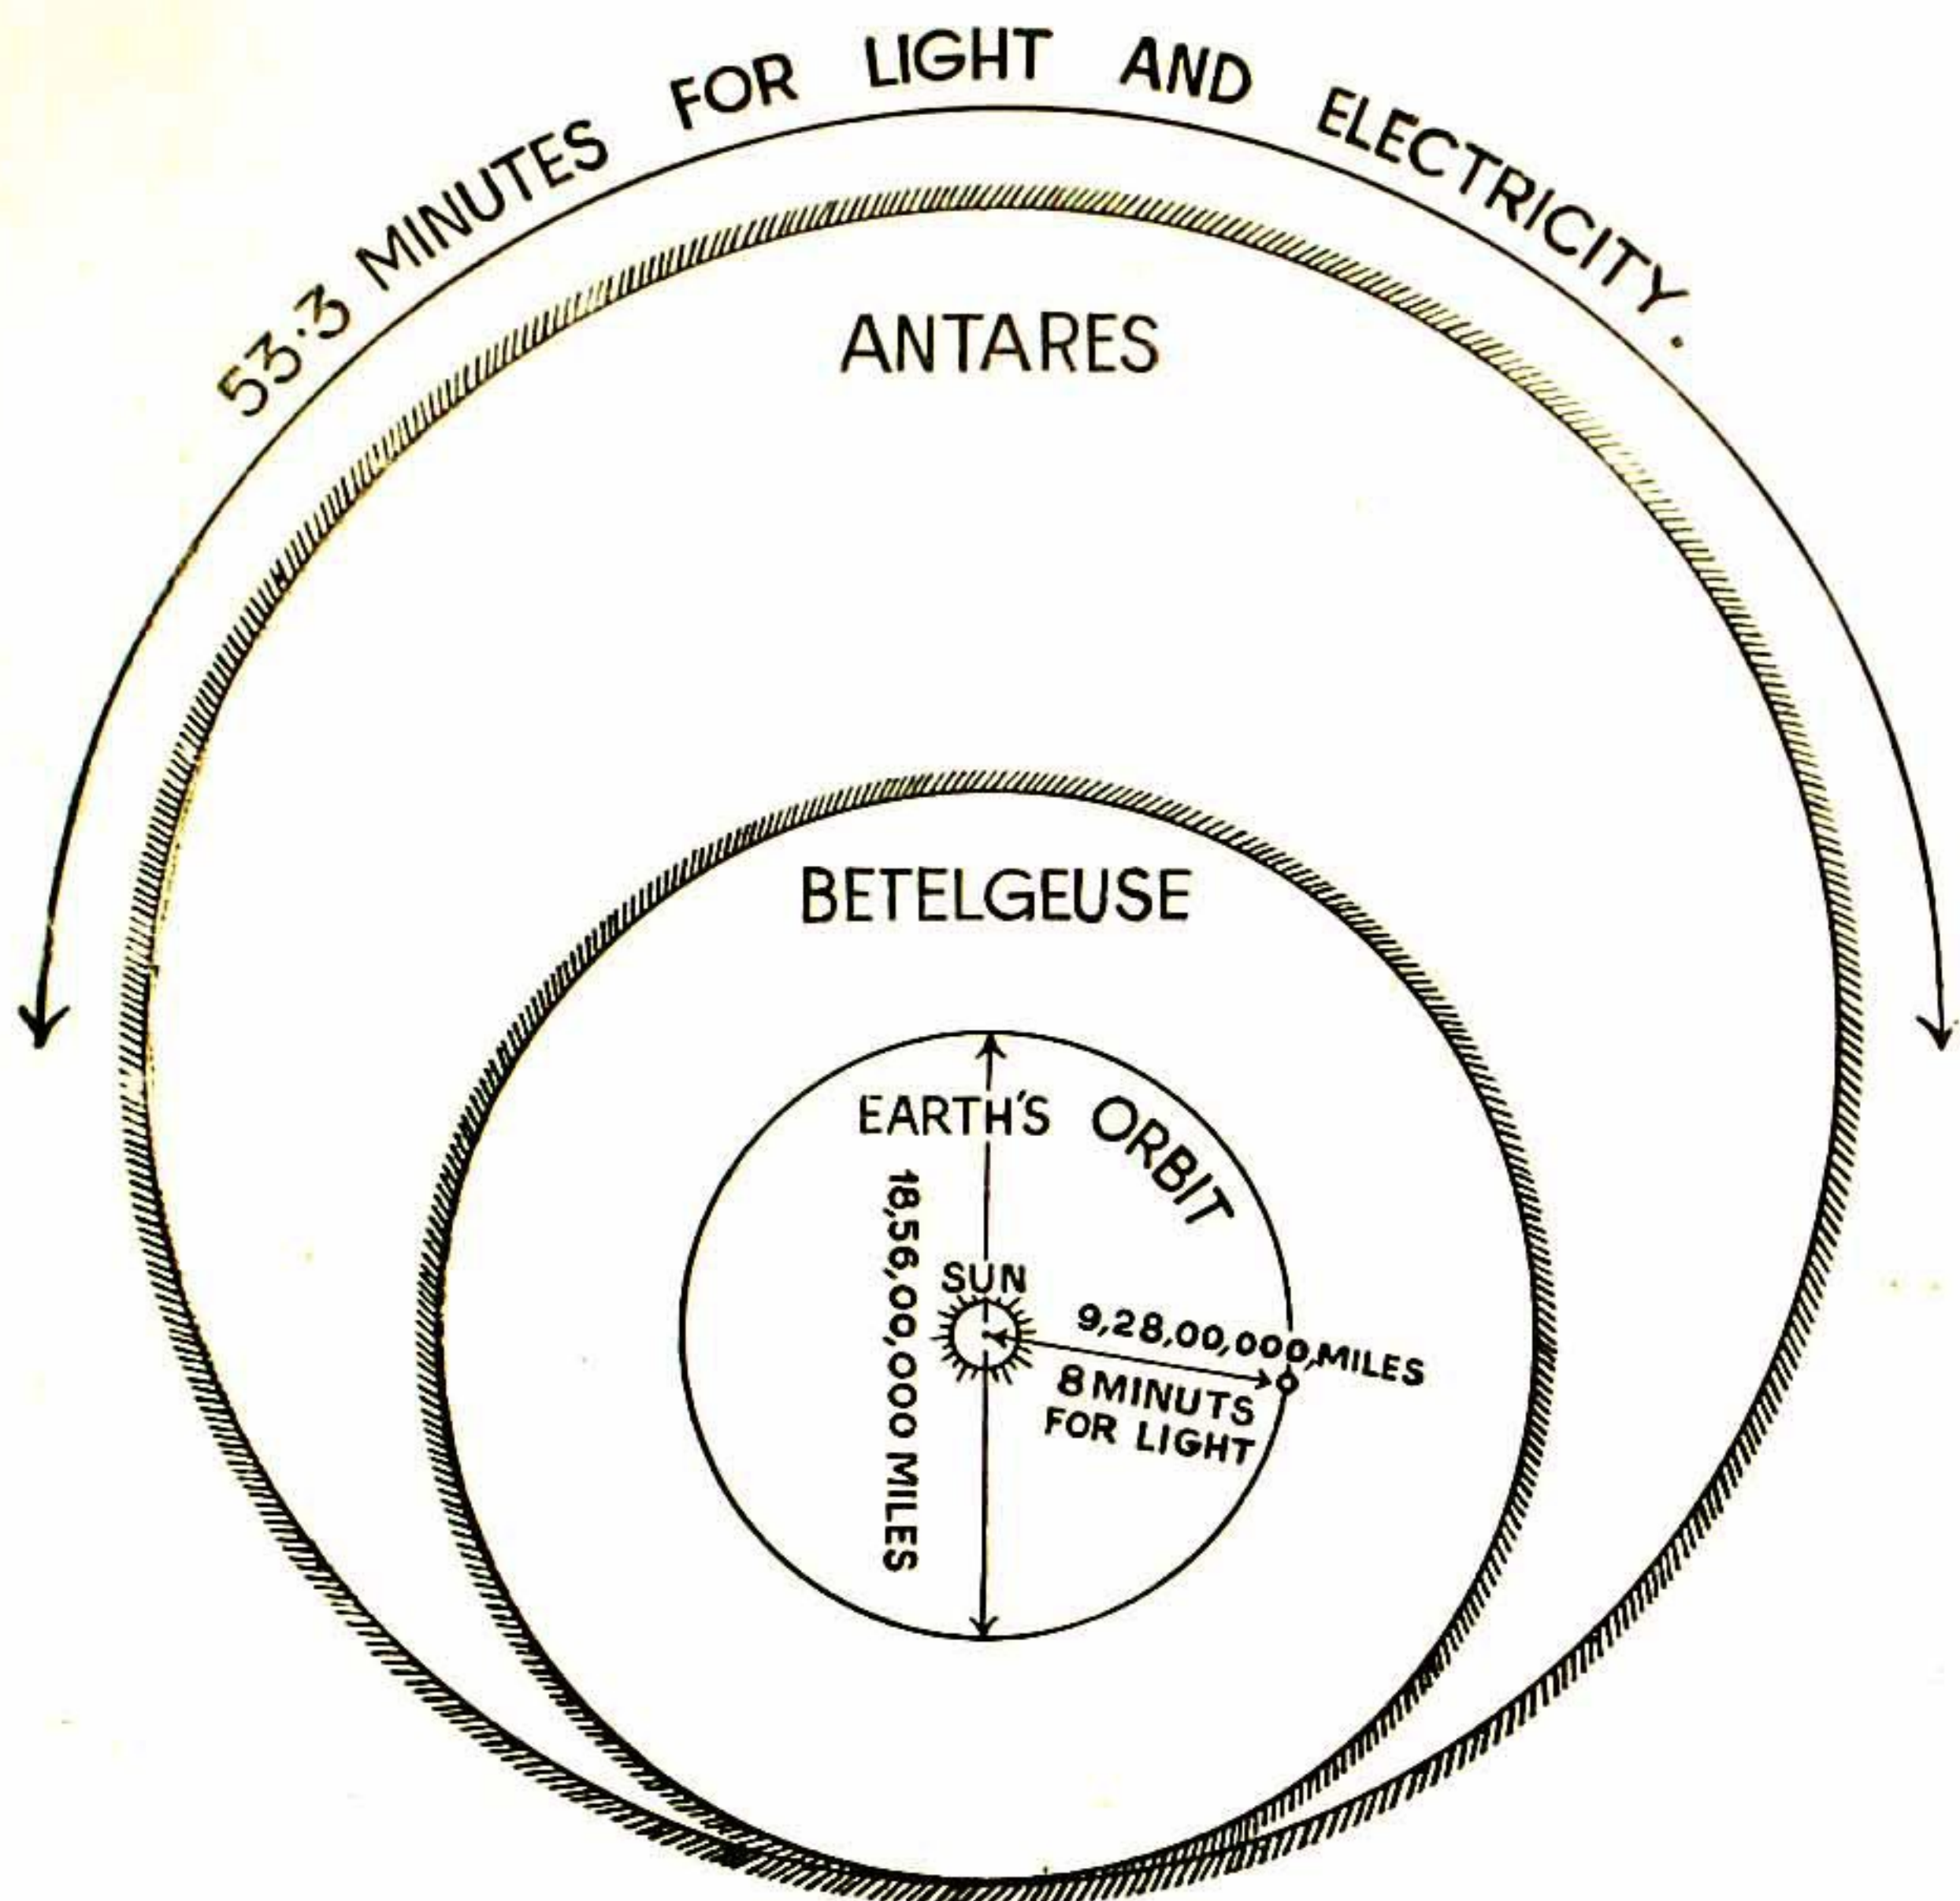 53·3 MINUTES FOR LIGHT AND ELECTRICITY.
ANTARES
BETELGEUSE
EARTH'S ORBIT
18,56,00,000 MILES
SUN
9,28,00,000, MILES
8 MINUTS
FOR LIGHT